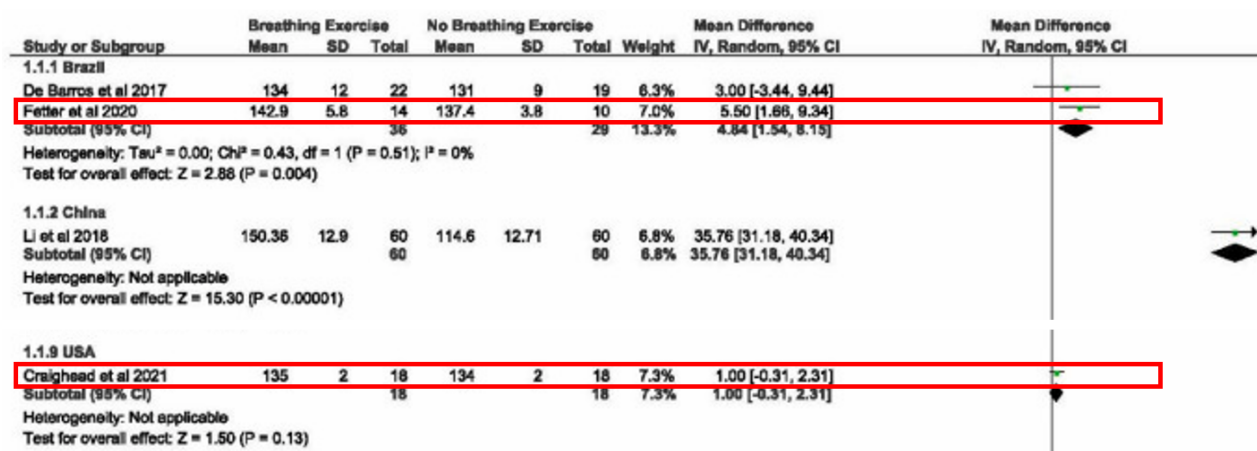 Breathing Exercise No Breathing Exercise Mean Difference Mean Difference
Study or Subgroup Mean SD Total Mean SD Total Weight IV, Random, 95% CI IV, Random, 95% CI
1.1.1 Brazil
De Barros et al 2017 134 12 22 131 9 19 6.3% 3.00 [-3.44, 9.44]
Fetter et al 2020 142.9 5.8 14 137.4 3.8 10 7.0% 5.50 [1.66, 9.34]
Subtotal (95% CI) 36 29 13.3% 4.84 [1.54, 8.15]
Heterogeneity: Tau² = 0.00; Chi² = 0.43, df = 1 (P = 0.51); I² = 0%
Test for overall effect: Z = 2.88 (P = 0.004)
1.1.2 China
Li et al 2018 150.36 12.9 60 114.6 12.71 60 6.8% 35.76 [31.18, 40.34]
Subtotal (95% CI) 60 60 6.8% 35.76 [31.18, 40.34]
Heterogeneity: Not applicable
Test for overall effect: Z = 15.30 (P < 0.00001)
1.1.9 USA
Craighead et al 2021 135 2 18 134 2 18 7.3% 1.00 [-0.31, 2.31]
Subtotal (95% CI) 18 18 7.3% 1.00 [-0.31, 2.31]
Heterogeneity: Not applicable
Test for overall effect: Z = 1.50 (P = 0.13)